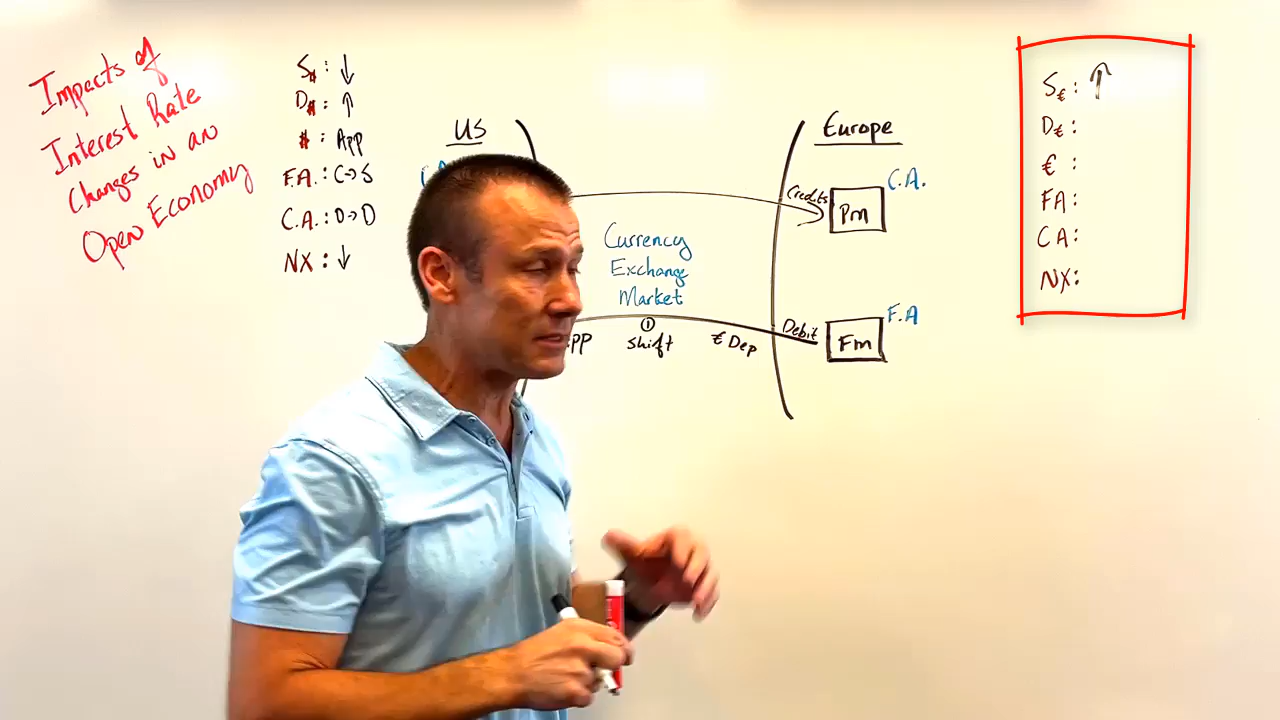 Impacts of
Interest Rate
Changes in an
Open Economy
S$: ↓
D$: ↑
$: App
F.A.: C→S
C.A.: D→D
NX: ↓
US
Currency
Exchange
Market
①
shift
€ Dep
Europe
Credits
Pm
C.A.
Debit
Fm
F.A
S€: ↑
D€:
€:
FA:
CA:
NX: